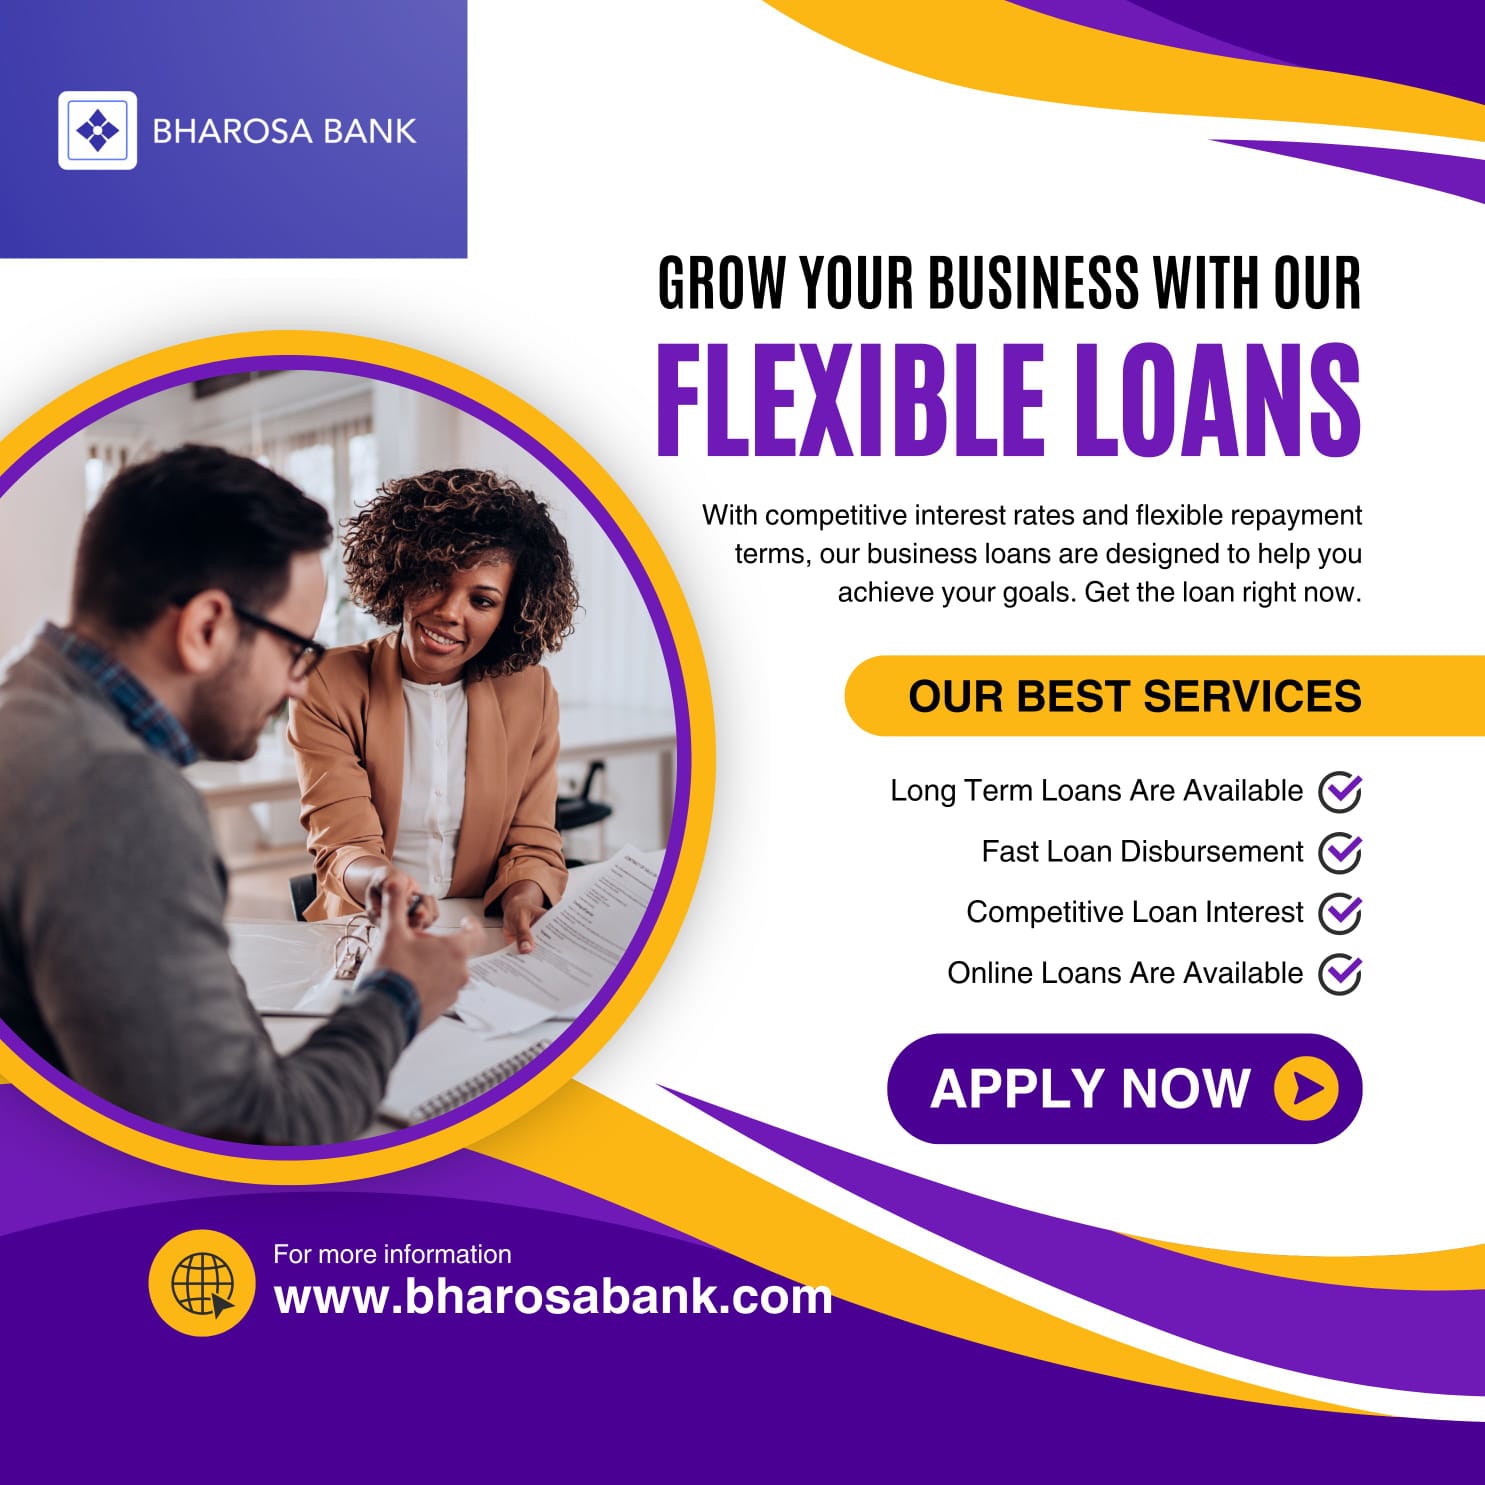 BHAROSA BANK
GROW YOUR BUSINESS WITH OUR
FLEXIBLE LOANS
With competitive interest rates and flexible repayment
terms, our business loans are designed to help you
achieve your goals. Get the loan right now.
OUR BEST SERVICES
Long Term Loans Are Available
Fast Loan Disbursement
Competitive Loan Interest
Online Loans Are Available
APPLY NOW
For more information
www.bharosabank.com